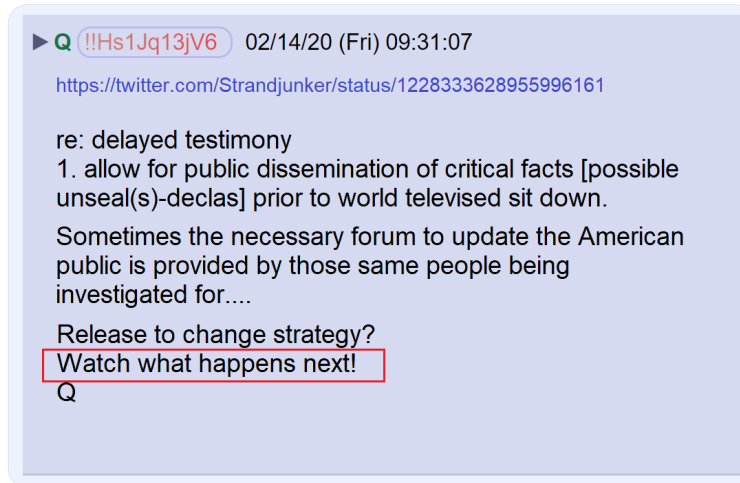 ▶ Q !!Hs1Jq13jV6 02/14/20 (Fri) 09:31:07
https://twitter.com/Strandjunker/status/1228333628955996161
re: delayed testimony
1. allow for public dissemination of critical facts [possible
unseal(s)-declas] prior to world televised sit down.
Sometimes the necessary forum to update the American
public is provided by those same people being
investigated for....
Release to change strategy?
Watch what happens next!
Q